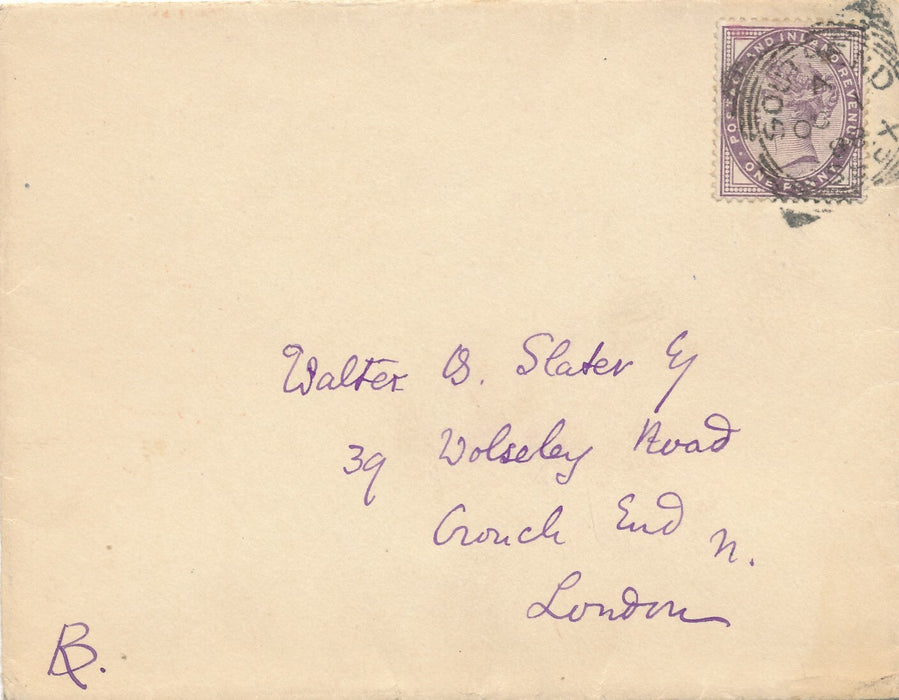 POSTAGE AND INLAND REVENUE
ONE PENNY
Walter B. Slater Esq
39 Wolseley Road
Crouch End N.
London
B.